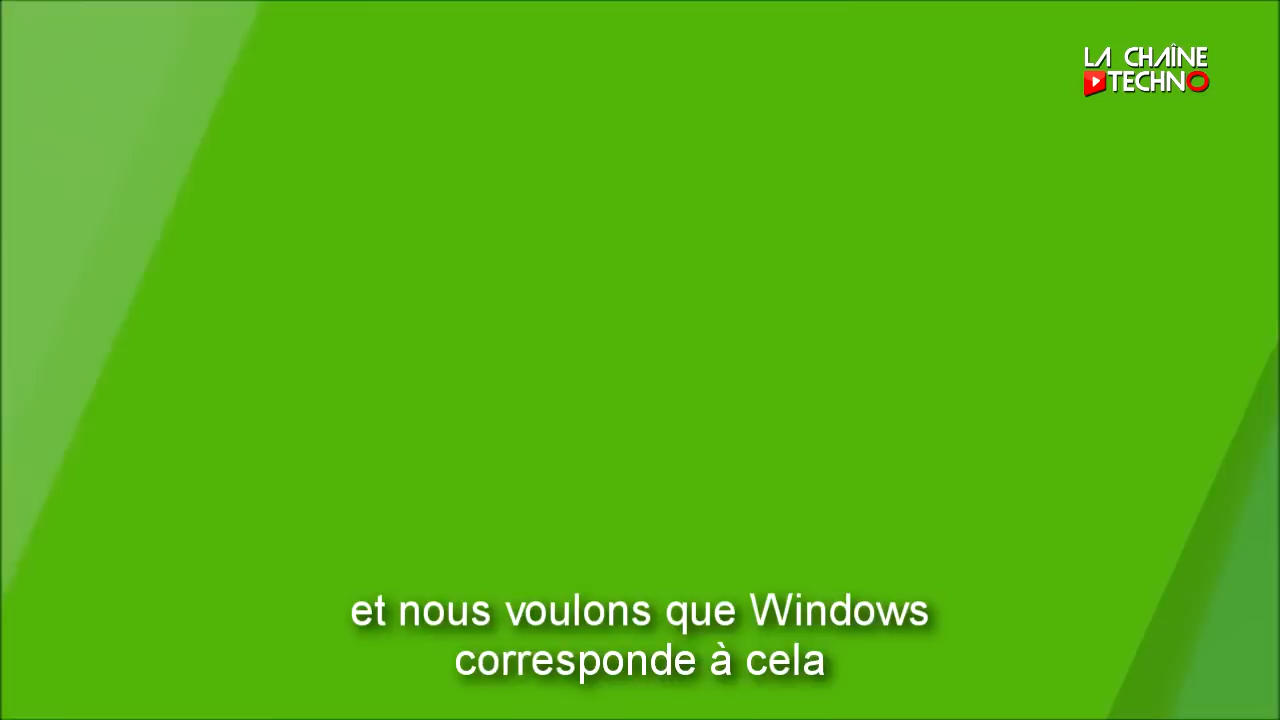 LA CHAÎNE
TECHNO
et nous voulons que Windows
corresponde à cela